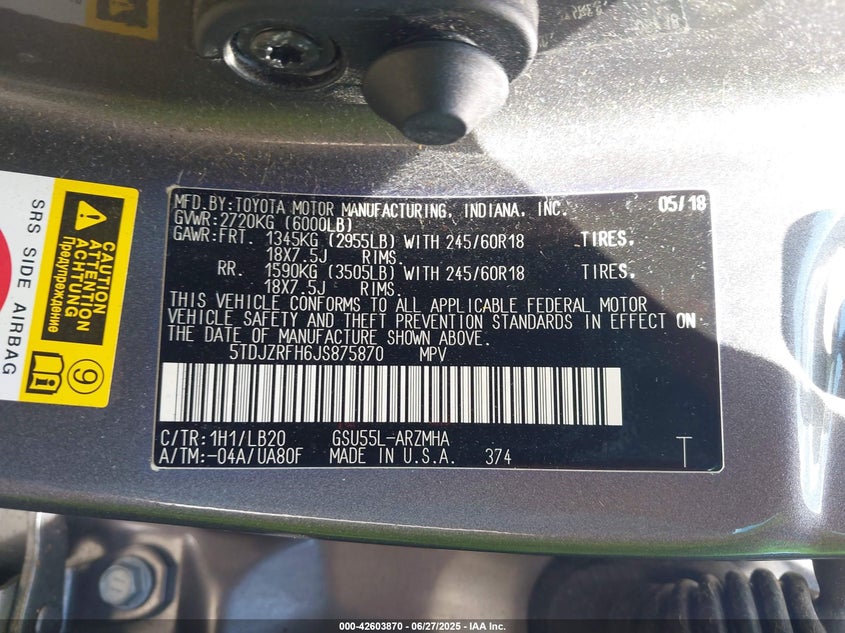 MFD.BY:TOYOTA MOTOR MANUFACTURING, INDIANA, INC. 05/18
GVWR:2720KG (6000LB)
GAWR:FRT. 1345KG (2955LB) WITH 245/60R18 TIRES.
18X7.5J RIMS.
RR. 1590KG (3505LB) WITH 245/60R18 TIRES.
18X7.5J RIMS.
THIS VEHICLE CONFORMS TO ALL APPLICABLE FEDERAL MOTOR
VEHICLE SAFETY AND THEFT PREVENTION STANDARDS IN EFFECT ON
THE DATE OF MANUFACTURE SHOWN ABOVE.
5TDJZRFH6JS875870 MPV
C/TR:1H1/LB20 GSU55L-ARZMHA
A/TM:-04A/UA80F MADE IN U.S.A. 374 T
SRS SIDE AIRBAG
CAUTION
ATTENTION
ACHTUNG
Предупреждение
9
000-42603870 | 06/27/2025 - IAA Inc.